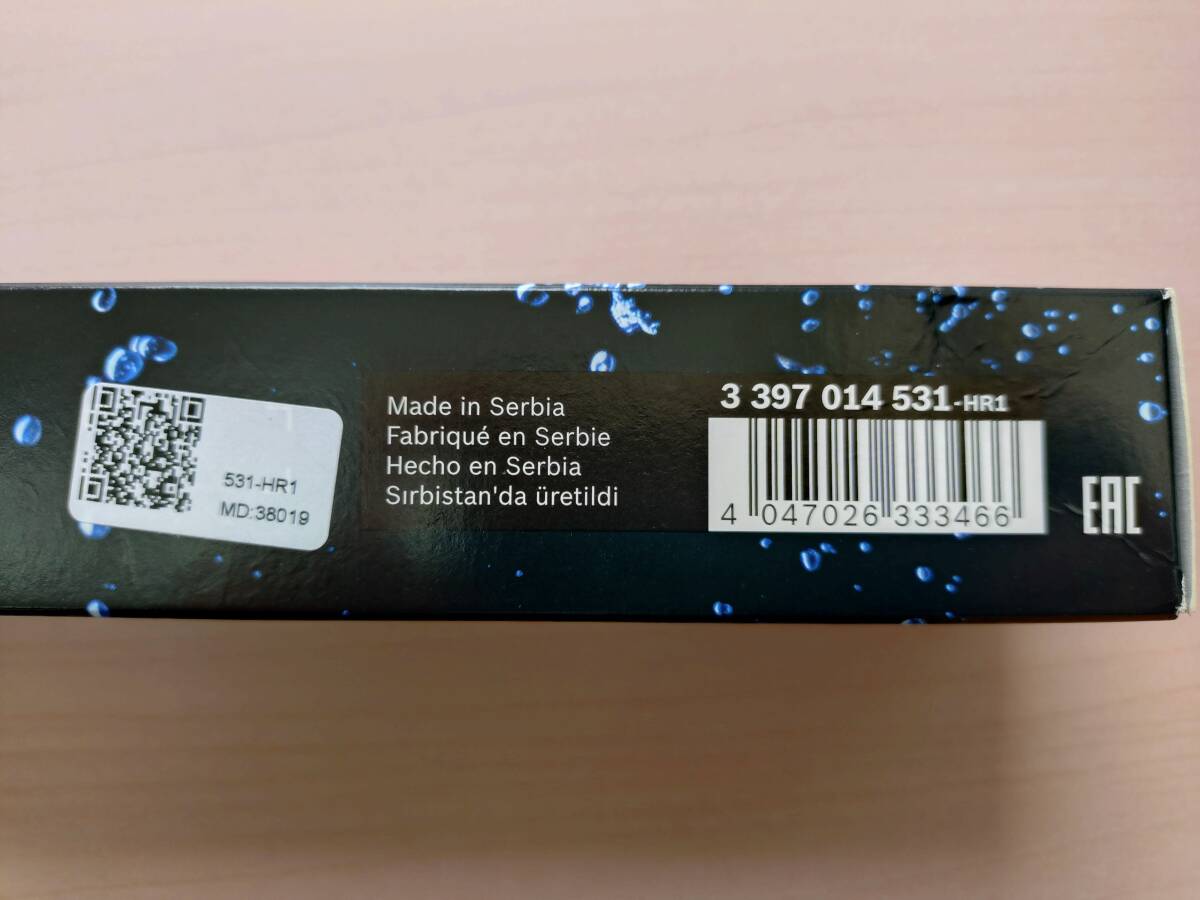 531-HR1
MD:38019
Made in Serbia
Fabriqué en Serbie
Hecho en Serbia
Sırbistan'da üretildi
3 397 014 531-HR1
4 047026 333466
EAC